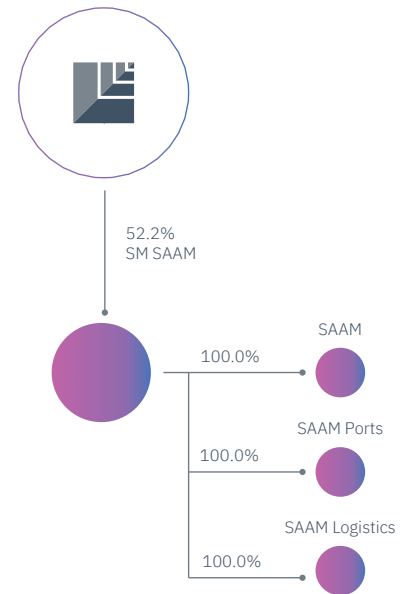 52.2%
SM SAAM
SAAM
100.0%
SAAM Ports
100.0%
SAAM Logistics
100.0%